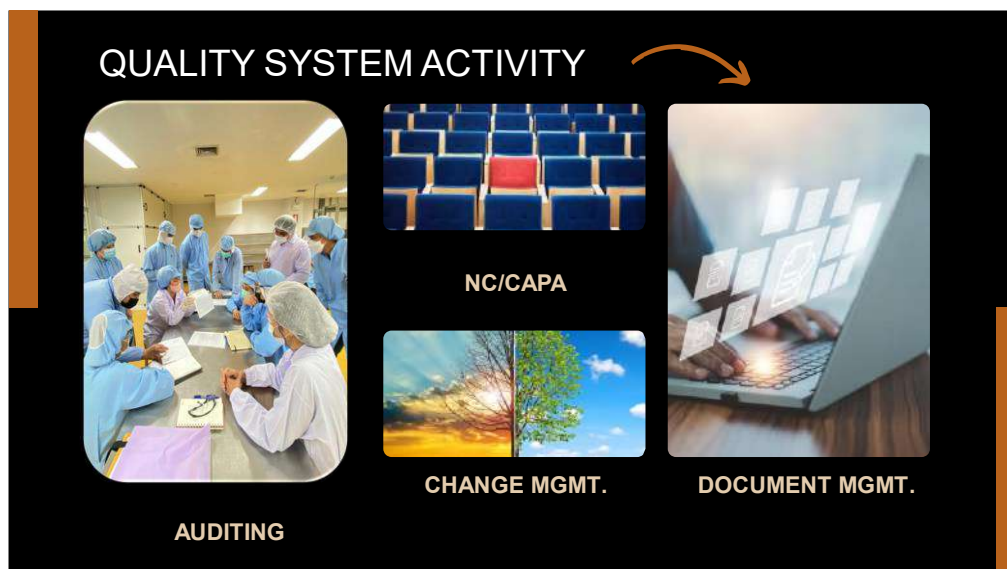 QUALITY SYSTEM ACTIVITY
NC/CAPA
CHANGE MGMT.
DOCUMENT MGMT.
AUDITING